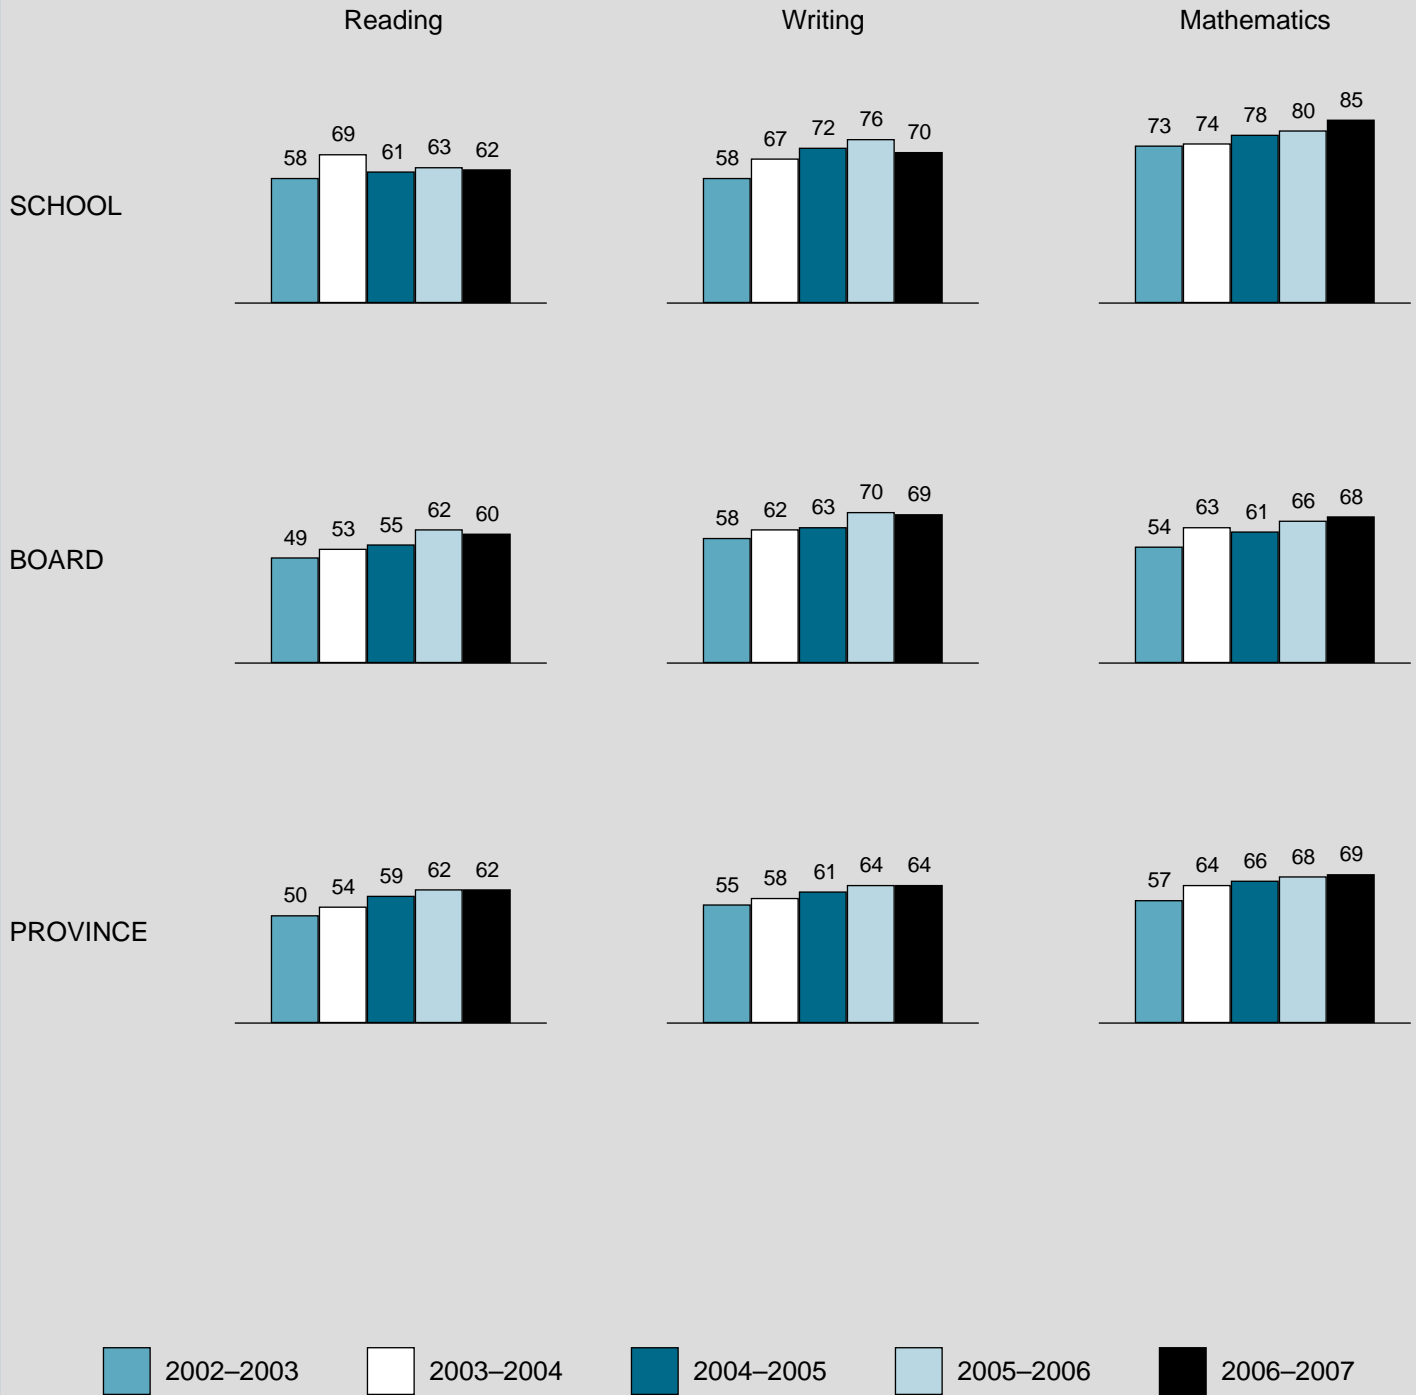 Reading Writing Mathematics
SCHOOL
58 69 61 63 62
58 67 72 76 70
73 74 78 80 85
BOARD
49 53 55 62 60
58 62 63 70 69
54 63 61 66 68
PROVINCE
50 54 59 62 62
55 58 61 64 64
57 64 66 68 69
2002–2003 2003–2004 2004–2005 2005–2006 2006–2007